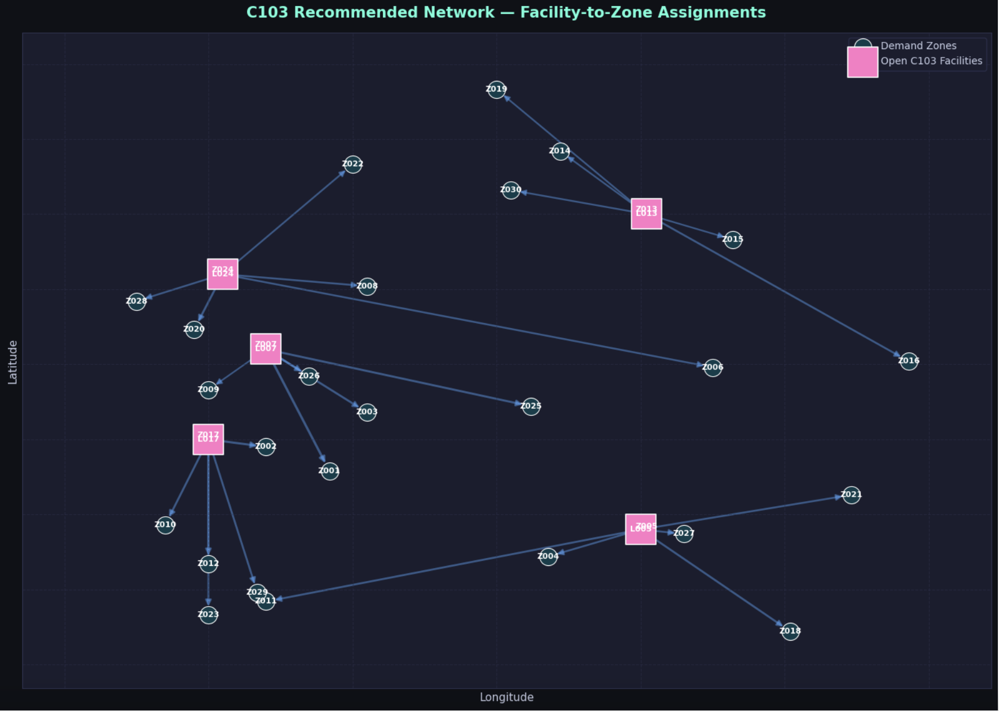 C103 Recommended Network — Facility-to-Zone Assignments
Demand Zones
Open C103 Facilities
Z019
Z014
Z022
Z030
Z013
L013
Z015
Z024
L024
Z008
Z028
Z020
Z007
L007
Z016
Z006
Z026
Z009
Z025
Z003
Z017
L017
Z002
Z001
Z021
Z010
Z005
L005
Z027
Z004
Z012
Z029
Z011
Z023
Z018
Latitude
Longitude